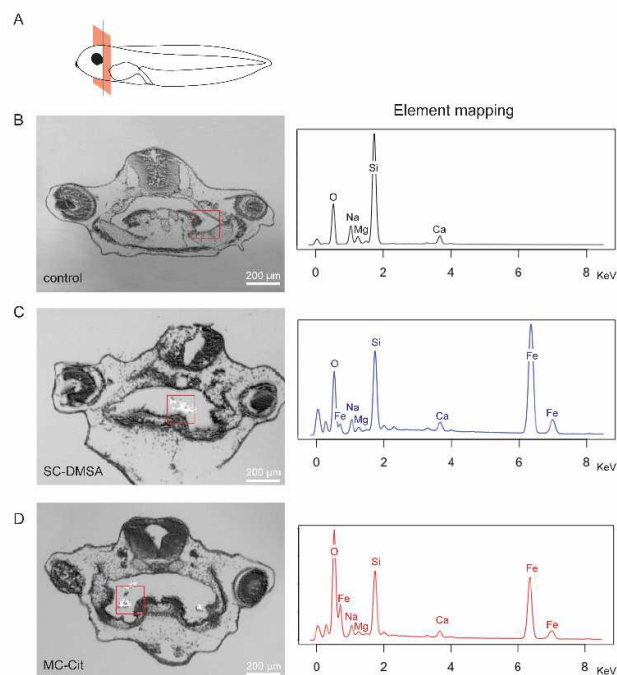 A
B
Element mapping
control
200 µm
O
Na
Mg
Si
Ca
0 2 4 6 8 KeV
C
SC-DMSA
200 µm
O
Fe
Na
Mg
Si
Ca
Fe
Fe
0 2 4 6 8 KeV
D
MC-Cit
200 µm
O
Fe
Na
Mg
Si
Ca
Fe
Fe
0 2 4 6 8 KeV